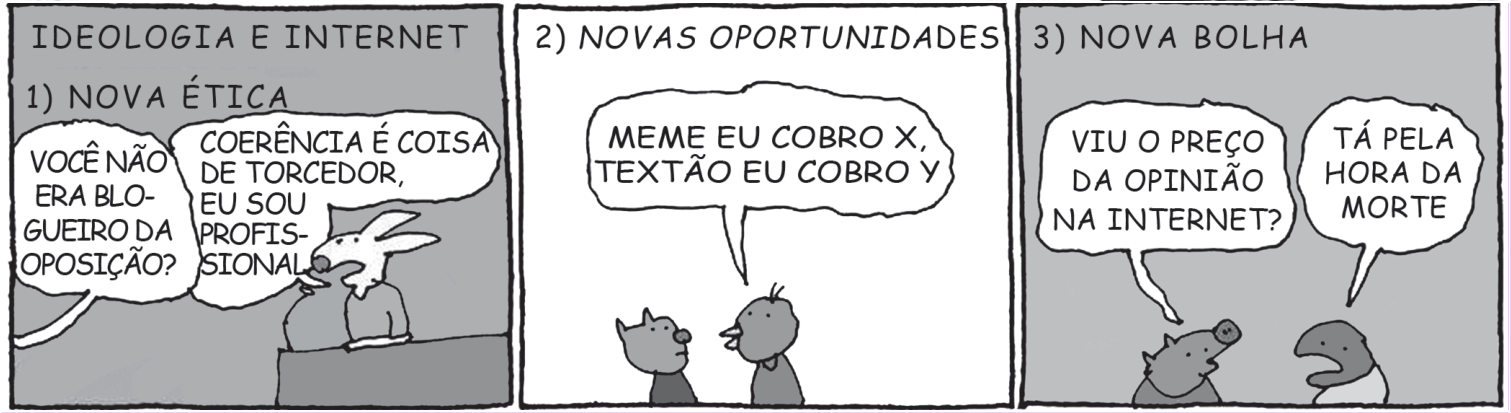 IDEOLOGIA E INTERNET
1) NOVA ÉTICA
VOCÊ NÃO
ERA BLO-
GUEIRO DA
OPOSIÇÃO?
COERÊNCIA É COISA
DE TORCEDOR,
EU SOU
PROFIS-
SIONAL
2) NOVAS OPORTUNIDADES
MEME EU COBRO X,
TEXTÃO EU COBRO Y
3) NOVA BOLHA
VIU O PREÇO
DA OPINIÃO
NA INTERNET?
TÁ PELA
HORA DA
MORTE